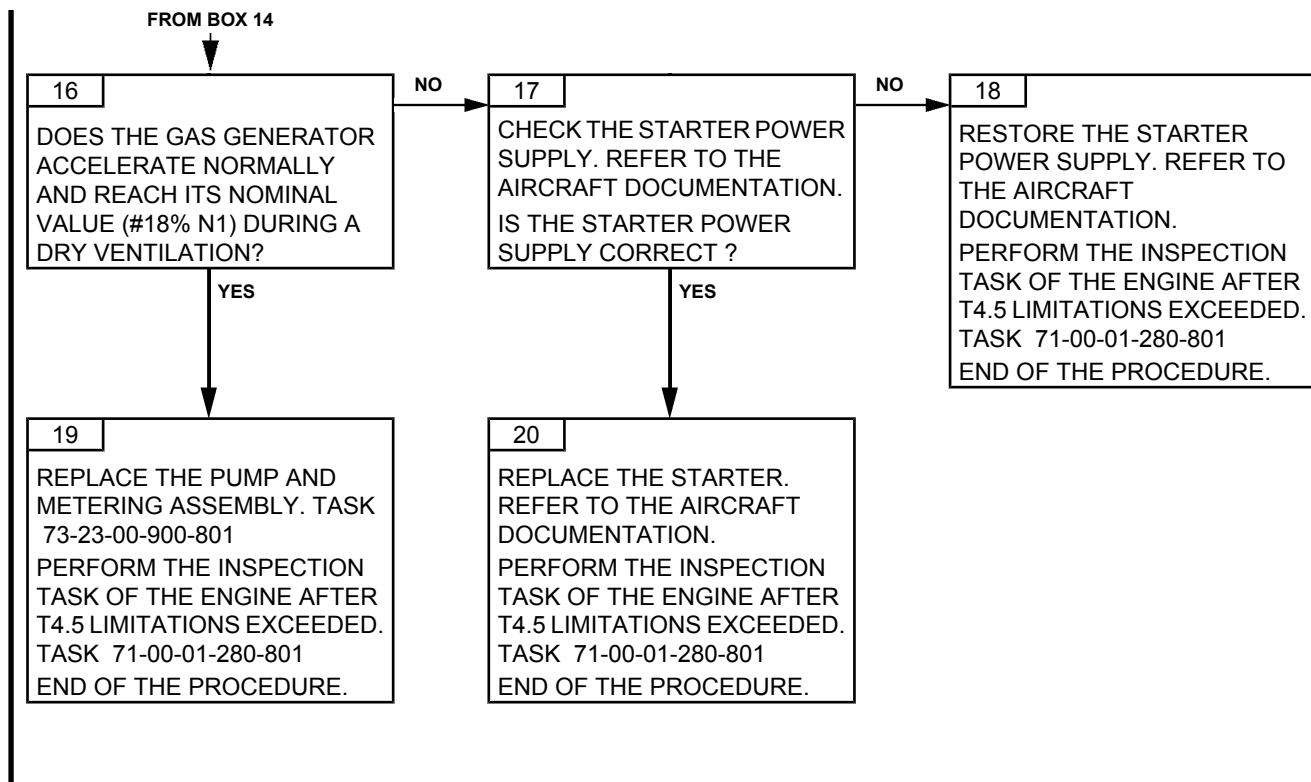 FROM BOX 14
16
DOES THE GAS GENERATOR
ACCELERATE NORMALLY
AND REACH ITS NOMINAL
VALUE (#18% N1) DURING A
DRY VENTILATION?
NO
YES
17
CHECK THE STARTER POWER
SUPPLY. REFER TO THE
AIRCRAFT DOCUMENTATION.
IS THE STARTER POWER
SUPPLY CORRECT ?
NO
YES
18
RESTORE THE STARTER
POWER SUPPLY. REFER TO
THE AIRCRAFT
DOCUMENTATION.
PERFORM THE INSPECTION
TASK OF THE ENGINE AFTER
T4.5 LIMITATIONS EXCEEDED.
TASK 71-00-01-280-801
END OF THE PROCEDURE.
19
REPLACE THE PUMP AND
METERING ASSEMBLY. TASK
73-23-00-900-801
PERFORM THE INSPECTION
TASK OF THE ENGINE AFTER
T4.5 LIMITATIONS EXCEEDED.
TASK 71-00-01-280-801
END OF THE PROCEDURE.
20
REPLACE THE STARTER.
REFER TO THE AIRCRAFT
DOCUMENTATION.
PERFORM THE INSPECTION
TASK OF THE ENGINE AFTER
T4.5 LIMITATIONS EXCEEDED.
TASK 71-00-01-280-801
END OF THE PROCEDURE.